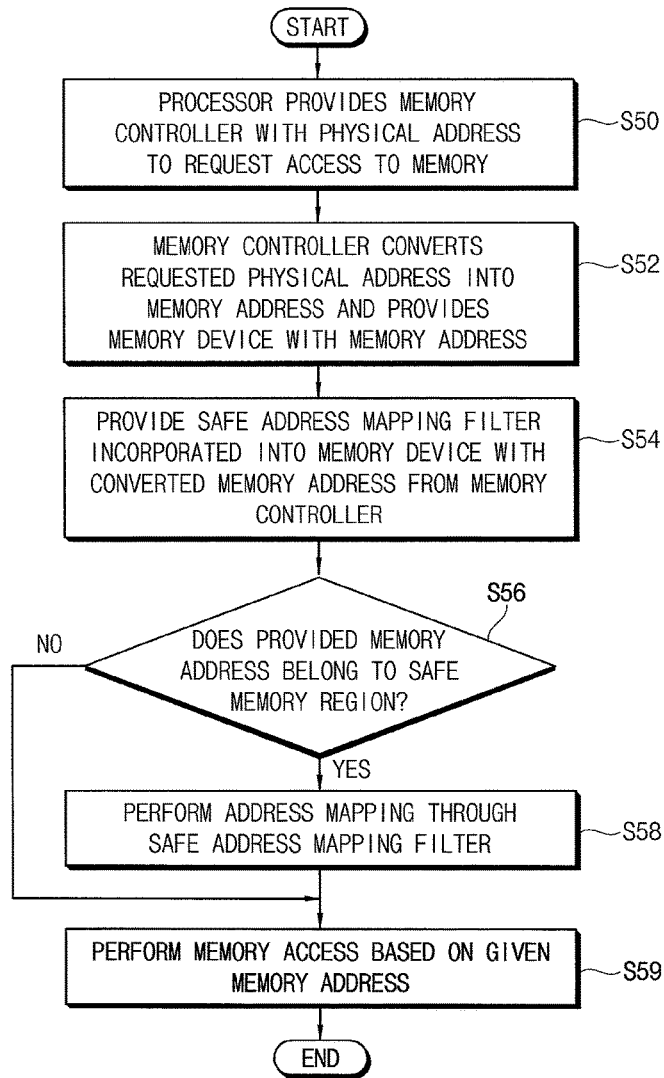 START
PROCESSOR PROVIDES MEMORY
CONTROLLER WITH PHYSICAL ADDRESS
TO REQUEST ACCESS TO MEMORY
S50
MEMORY CONTROLLER CONVERTS
REQUESTED PHYSICAL ADDRESS INTO
MEMORY ADDRESS AND PROVIDES
MEMORY DEVICE WITH MEMORY ADDRESS
S52
PROVIDE SAFE ADDRESS MAPPING FILTER
INCORPORATED INTO MEMORY DEVICE WITH
CONVERTED MEMORY ADDRESS FROM MEMORY
CONTROLLER
S54
S56
DOES PROVIDED MEMORY
ADDRESS BELONG TO SAFE
MEMORY REGION?
NO
YES
PERFORM ADDRESS MAPPING THROUGH
SAFE ADDRESS MAPPING FILTER
S58
PERFORM MEMORY ACCESS BASED ON GIVEN
MEMORY ADDRESS
S59
END